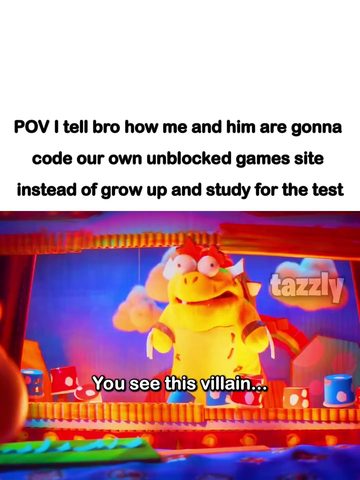 POV I tell bro how me and him are gonna
code our own unblocked games site
instead of grow up and study for the test
tazzly
You see this villain...